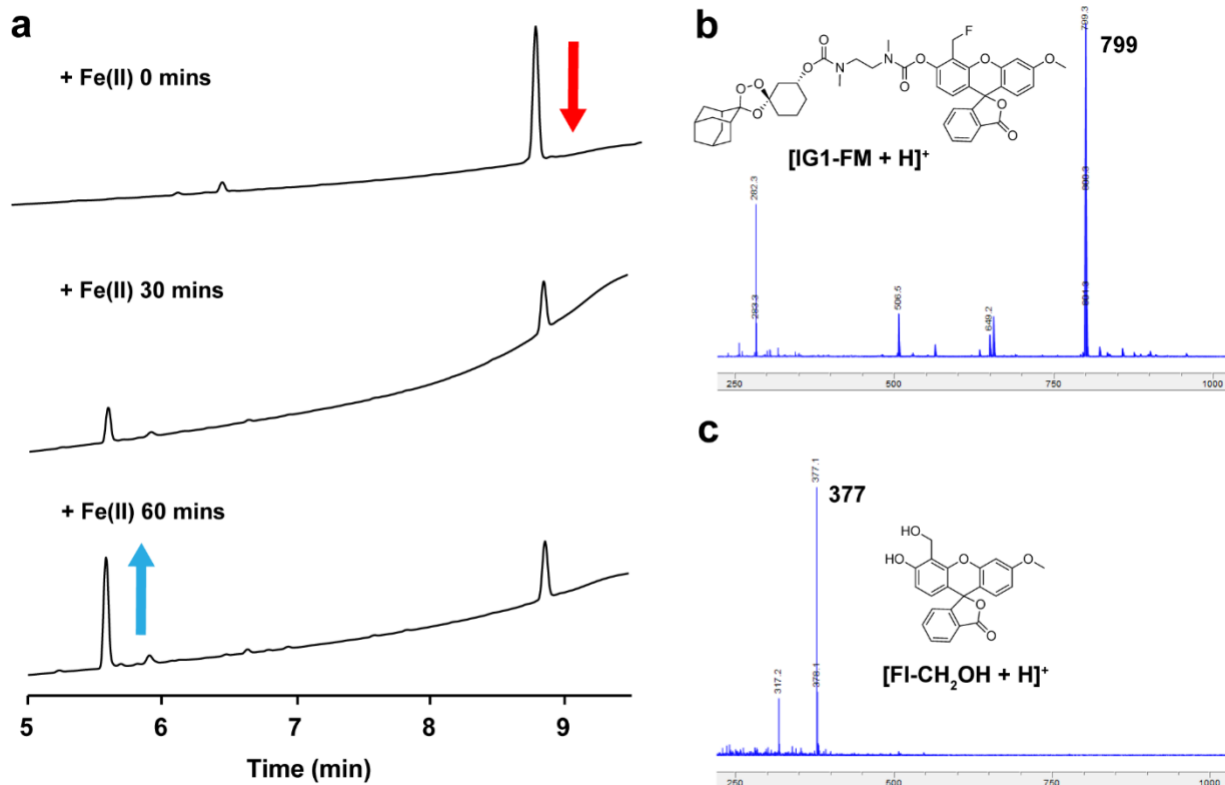 a
+ Fe(II) 0 mins
+ Fe(II) 30 mins
+ Fe(II) 60 mins
5 6 7 8 9
Time (min)
b
799.3
799
F
O
N
O
O
N
O
O
O
O-O
O
O
O
[IG1-FM + H]⁺
282.3
283.3
506.5
649.2
801.3
250 500 750 1000
c
377.1
377
HO
HO
O
O
O
O
[Fl-CH₂OH + H]⁺
378.1
317.2
250 500 750 1000